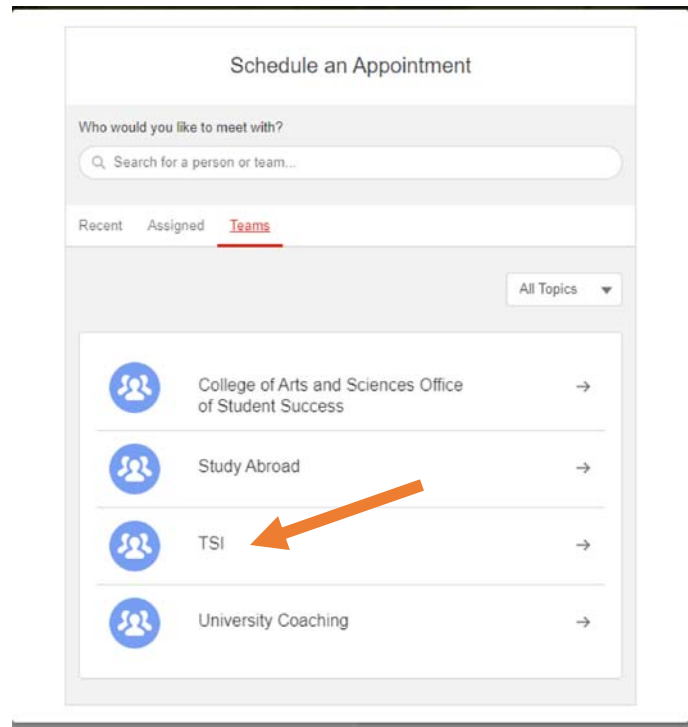 Schedule an Appointment
Who would you like to meet with?
Search for a person or team...
Recent Assigned Teams
All Topics
College of Arts and Sciences Office
of Student Success
Study Abroad
TSI
University Coaching